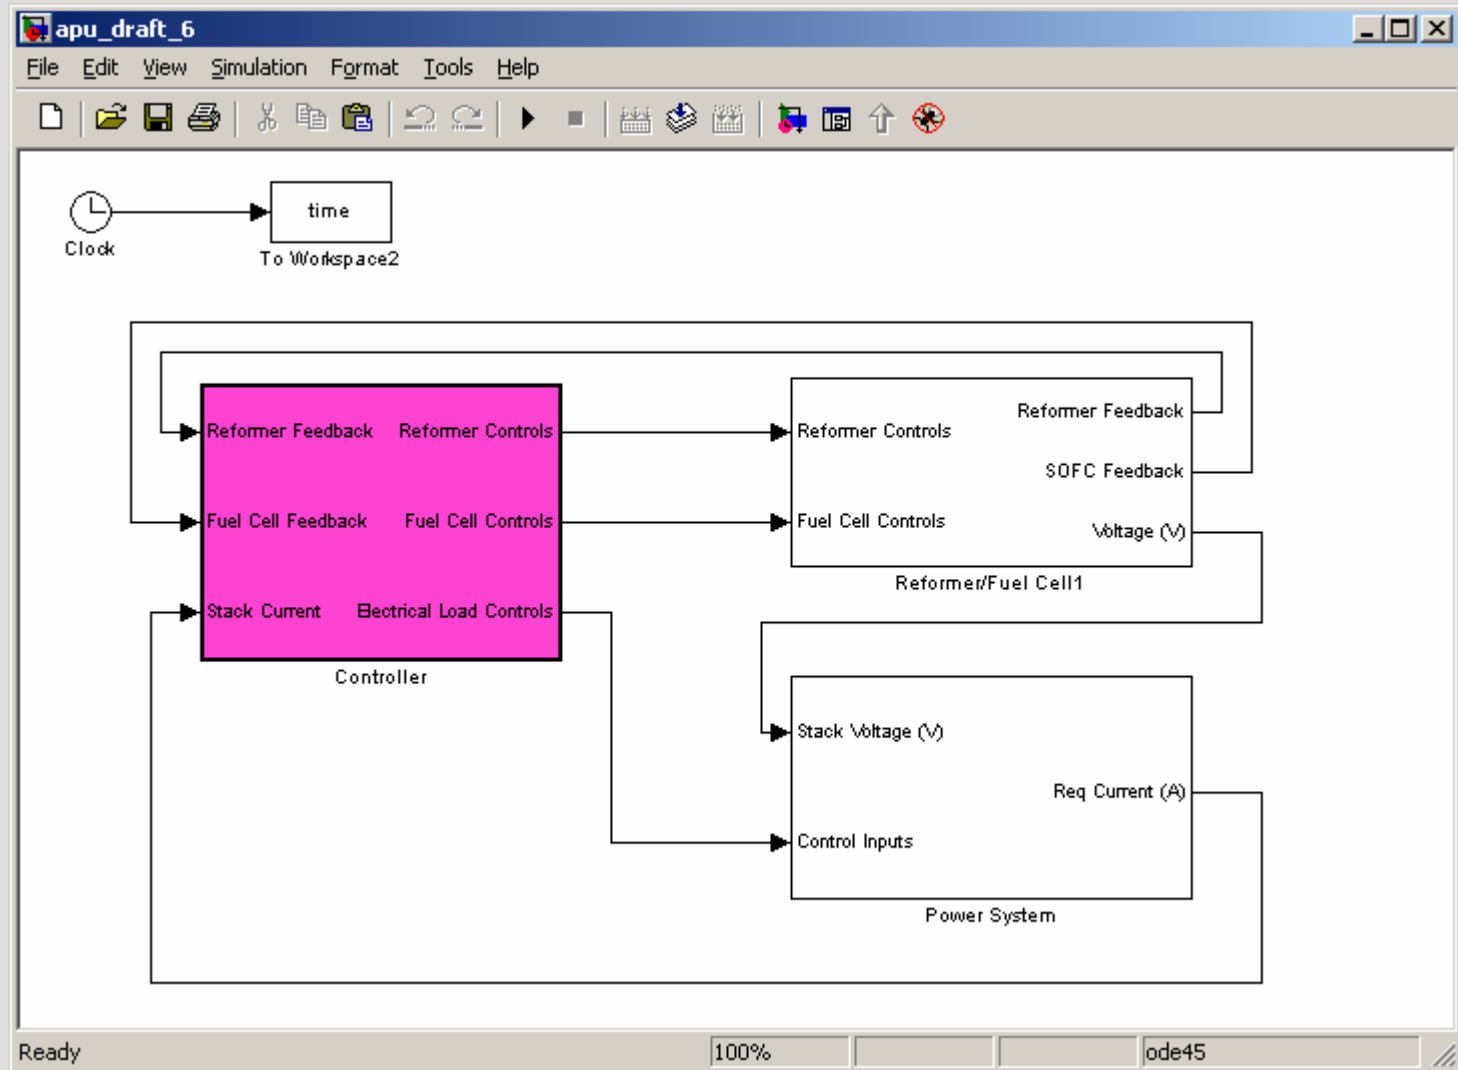 apu_draft_6
File Edit View Simulation Format Tools Help
time
Clock
To Workspace2
Reformer Feedback Reformer Controls
Fuel Cell Feedback Fuel Cell Controls
Stack Current Electrical Load Controls
Controller
Reformer Feedback
Reformer Controls
SOFC Feedback
Fuel Cell Controls
Voltage (V)
Reformer/Fuel Cell1
Stack Voltage (V)
Req Current (A)
Control Inputs
Power System
Ready 100% ode45